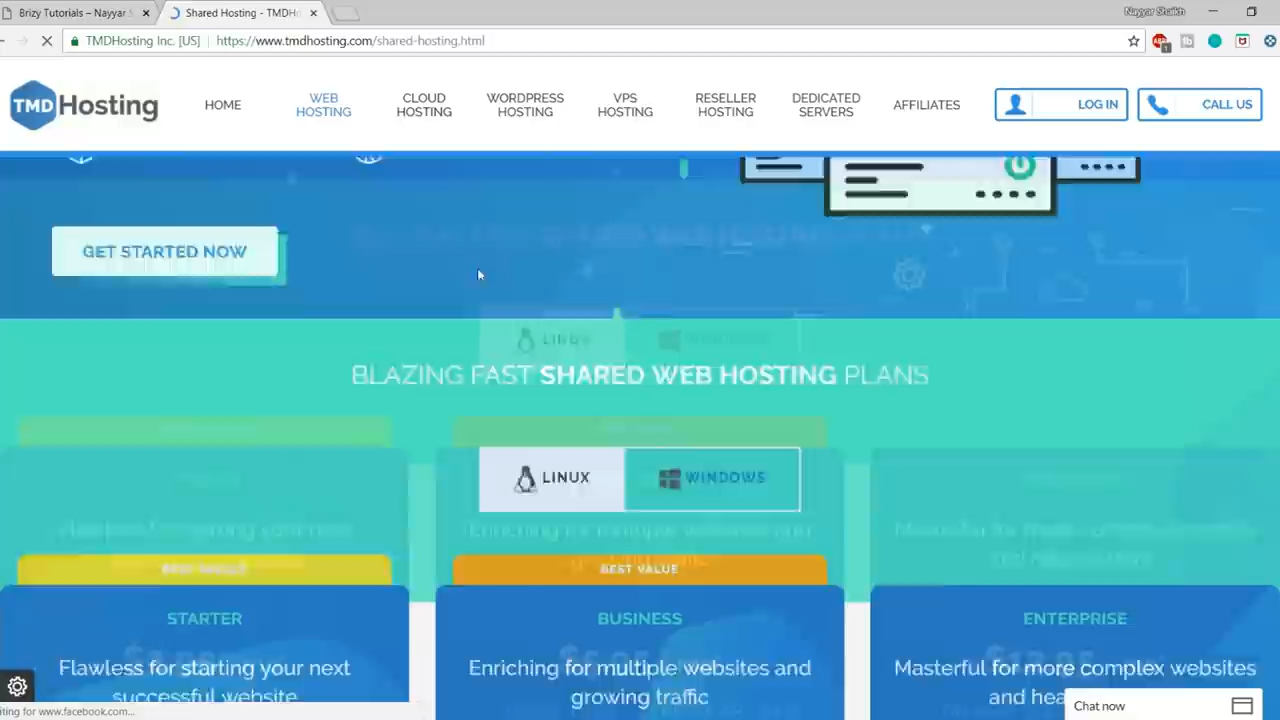 Brizy Tutorials – Nayyar S
Shared Hosting - TMDHo
Nayyar Shaikh
TMDHosting Inc. [US]
https://www.tmdhosting.com/shared-hosting.html
TMD Hosting
HOME
WEB HOSTING
CLOUD HOSTING
WORDPRESS HOSTING
VPS HOSTING
RESELLER HOSTING
DEDICATED SERVERS
AFFILIATES
LOG IN
CALL US
GET STARTED NOW
BLAZING FAST SHARED WEB HOSTING PLANS
LINUX
WINDOWS
BEST VALUE
STARTER
BUSINESS
ENTERPRISE
Flawless for starting your next
successful website
Enriching for multiple websites and
growing traffic
Masterful for more complex websites
and hea
Chat now
iting for www.facebook.com...